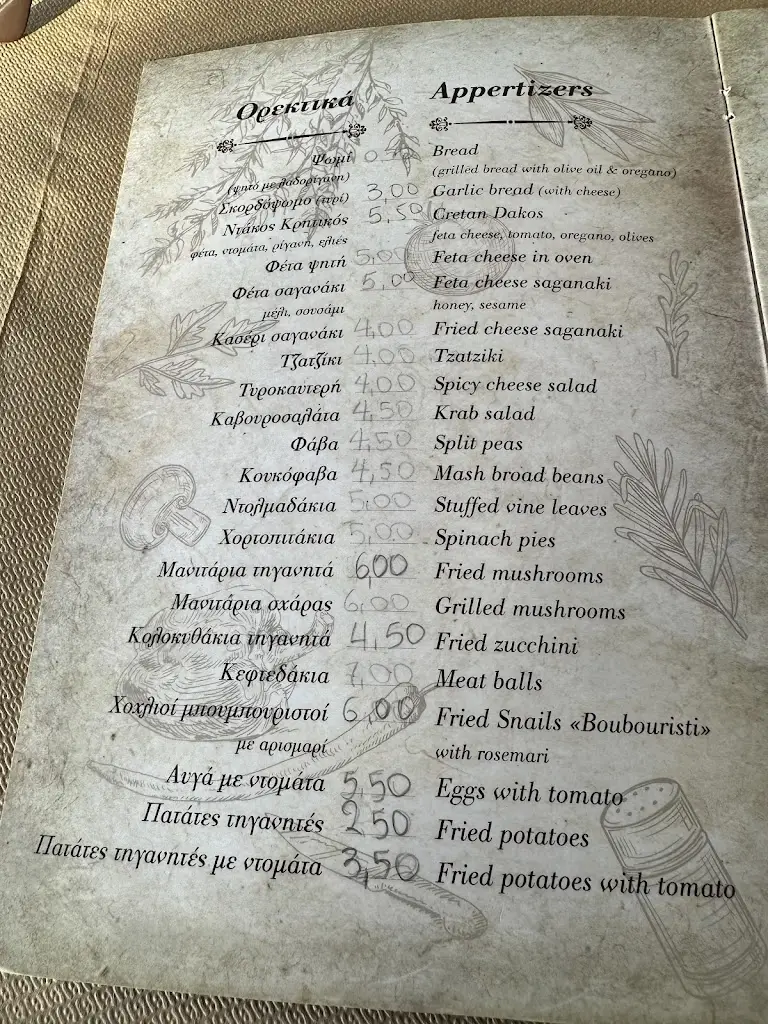 Ορεκτικά Appertizers
Ψωμί Bread
(ψητό με λαδορίγανη) (grilled bread with olive oil & oregano)
Σκορδόψωμο (τυρί) 3,00 Garlic bread (with cheese)
Ντάκος Κρητικός 5,50 Cretan Dakos
φέτα, ντομάτα, ρίγανη, ελιές feta cheese, tomato, oregano, olives
Φέτα ψητή 5,00 Feta cheese in oven
Φέτα σαγανάκι 5,00 Feta cheese saganaki
μέλι, σουσάμι honey, sesame
Κασέρι σαγανάκι 4,00 Fried cheese saganaki
Τζατζίκι 4.00 Tzatziki
Τυροκαυτερή 4,00 Spicy cheese salad
Καβουροσαλάτα 4,50 Krab salad
Φάβα 4,50 Split peas
Κουκόφαβα 4,50 Mash broad beans
Ντολμαδάκια 5,00 Stuffed vine leaves
Χορτοπιτάκια 5,00 Spinach pies
Μανιτάρια τηγανητά 6,00 Fried mushrooms
Μανιτάρια σχάρας 6,00 Grilled mushrooms
Κολοκυθάκια τηγανητά 4,50 Fried zucchini
Κεφτεδάκια 7,00 Meat balls
Χοχλιοί μπουμπουριστοί 6,00 Fried Snails «Boubouristi»
με αρισμαρί with rosemari
Αυγά με ντομάτα 5,50 Eggs with tomato
Πατάτες τηγανητές 2,50 Fried potatoes
Πατάτες τηγανητές με ντομάτα 3,50 Fried potatoes with tomato